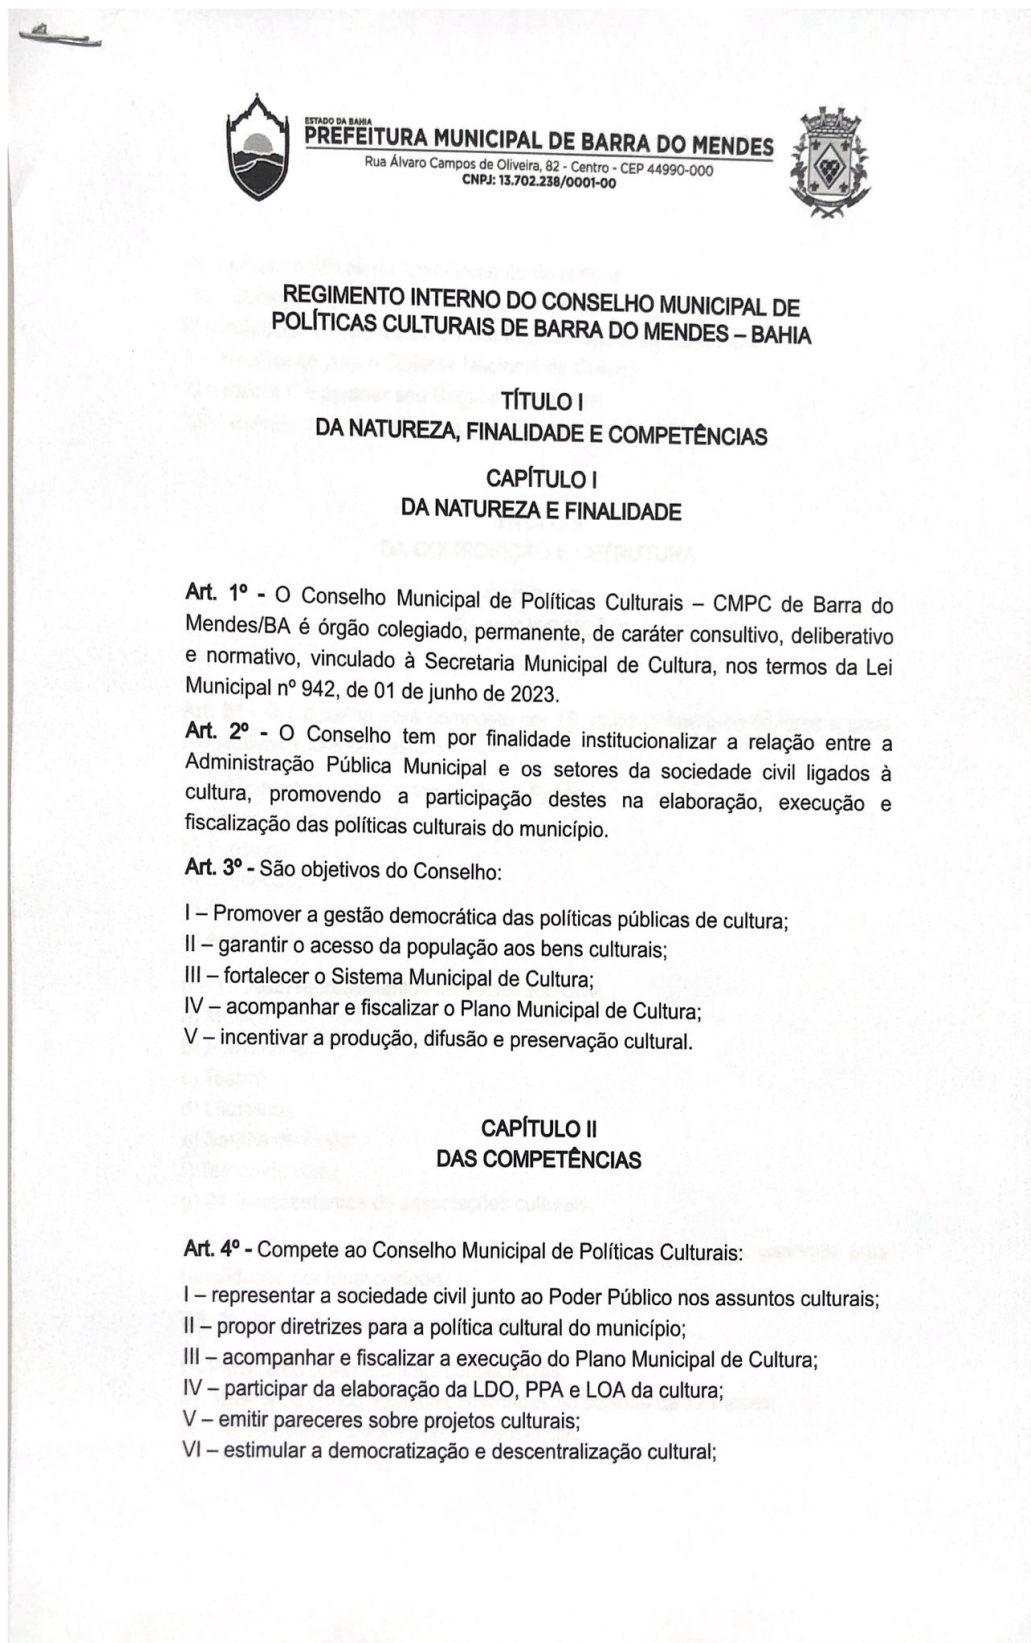 ESTADO DA BAHIA
PREFEITURA MUNICIPAL DE BARRA DO MENDES
Rua Álvaro Campos de Oliveira, 82 - Centro - CEP 44990-000
CNPJ: 13.702.238/0001-00
REGIMENTO INTERNO DO CONSELHO MUNICIPAL DE
POLÍTICAS CULTURAIS DE BARRA DO MENDES – BAHIA
TÍTULO I
DA NATUREZA, FINALIDADE E COMPETÊNCIAS
CAPÍTULO I
DA NATUREZA E FINALIDADE
Art. 1º - O Conselho Municipal de Políticas Culturais – CMPC de Barra do
Mendes/BA é órgão colegiado, permanente, de caráter consultivo, deliberativo
e normativo, vinculado à Secretaria Municipal de Cultura, nos termos da Lei
Municipal nº 942, de 01 de junho de 2023.
Art. 2º - O Conselho tem por finalidade institucionalizar a relação entre a
Administração Pública Municipal e os setores da sociedade civil ligados à
cultura, promovendo a participação destes na elaboração, execução e
fiscalização das políticas culturais do município.
Art. 3º - São objetivos do Conselho:
I – Promover a gestão democrática das políticas públicas de cultura;
II – garantir o acesso da população aos bens culturais;
III – fortalecer o Sistema Municipal de Cultura;
IV – acompanhar e fiscalizar o Plano Municipal de Cultura;
V – incentivar a produção, difusão e preservação cultural.
CAPÍTULO II
DAS COMPETÊNCIAS
Art. 4º - Compete ao Conselho Municipal de Políticas Culturais:
I – representar a sociedade civil junto ao Poder Público nos assuntos culturais;
II – propor diretrizes para a política cultural do município;
III – acompanhar e fiscalizar a execução do Plano Municipal de Cultura;
IV – participar da elaboração da LDO, PPA e LOA da cultura;
V – emitir pareceres sobre projetos culturais;
VI – estimular a democratização e descentralização cultural;